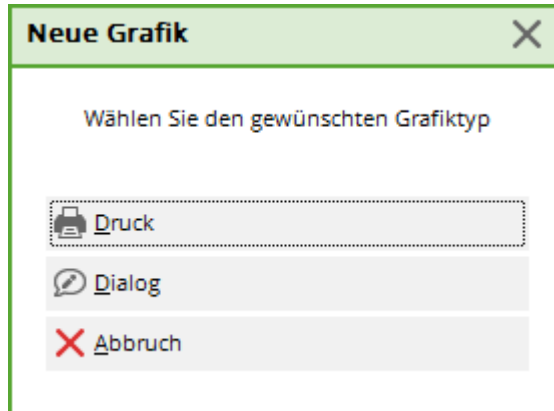 Neue Grafik
Wählen Sie den gewünschten Grafiktyp
Druck
Dialog
Abbruch